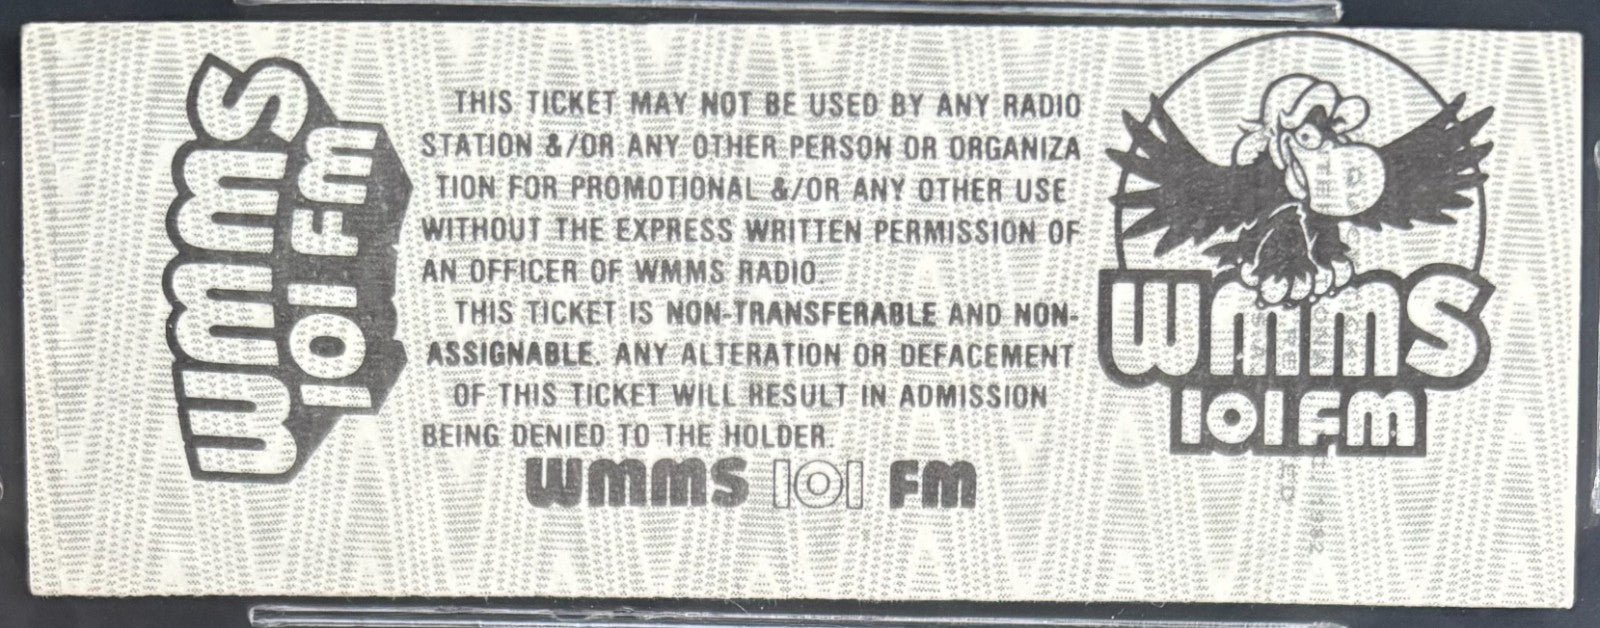 WMMS
101 FM
THIS TICKET MAY NOT BE USED BY ANY RADIO
STATION &/OR ANY OTHER PERSON OR ORGANIZA
TION FOR PROMOTIONAL &/OR ANY OTHER USE
WITHOUT THE EXPRESS WRITTEN PERMISSION OF
AN OFFICER OF WMMS RADIO.
THIS TICKET IS NON-TRANSFERABLE AND NON-
ASSIGNABLE. ANY ALTERATION OR DEFACEMENT
OF THIS TICKET WILL RESULT IN ADMISSION
BEING DENIED TO THE HOLDER.
WMMS 101 FM
WMMS
101 FM